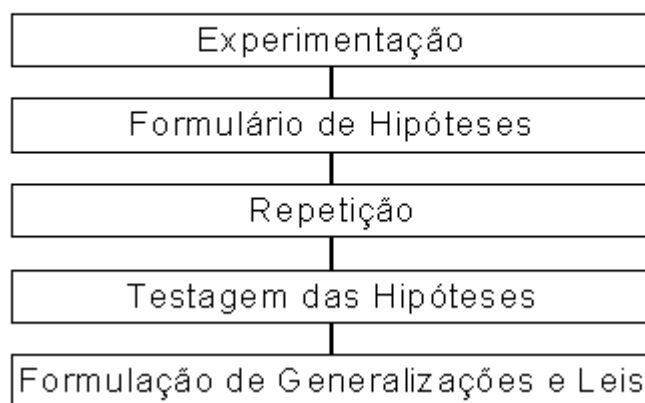 Experimentação
Formulário de Hipóteses
Repetição
Testagem das Hipóteses
Formulação de Generalizações e Leis